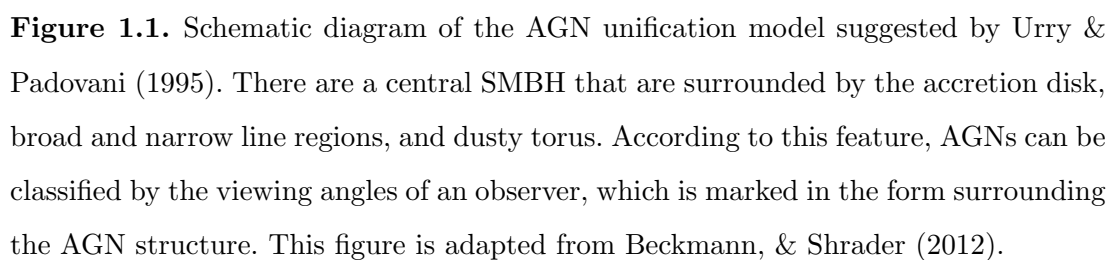 Figure 1.1. Schematic diagram of the AGN unification model suggested by Urry &
Padovani (1995). There are a central SMBH that are surrounded by the accretion disk,
broad and narrow line regions, and dusty torus. According to this feature, AGNs can be
classified by the viewing angles of an observer, which is marked in the form surrounding
the AGN structure. This figure is adapted from Beckmann, & Shrader (2012).